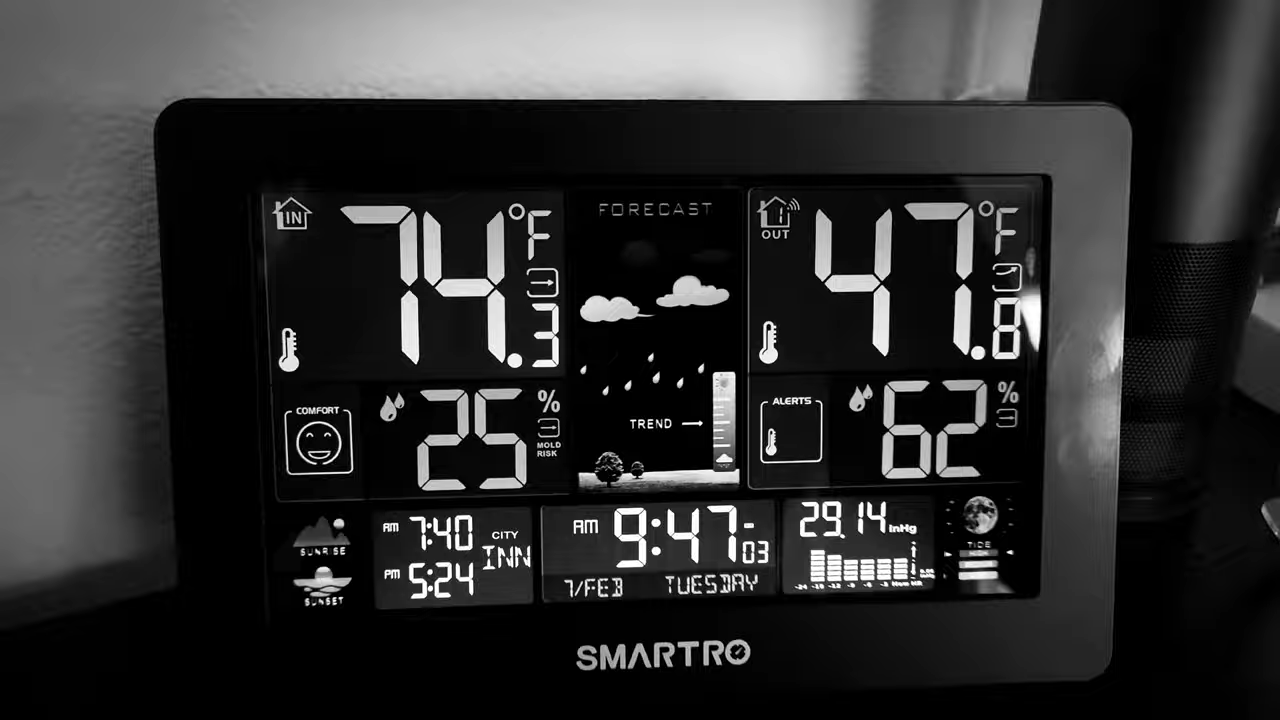 IN
74.3 °F
COMFORT
25 %
MOLD
RISK
FORECAST
TREND
OUT
1
47.8 °F
ALERTS
62 %
SUNRISE
AM 7:40
SUNSET
PM 5:24
CITY
INN
AM 9:47-03
7/FEB TUESDAY
29.14 inHg
TIDE
SMARTRO